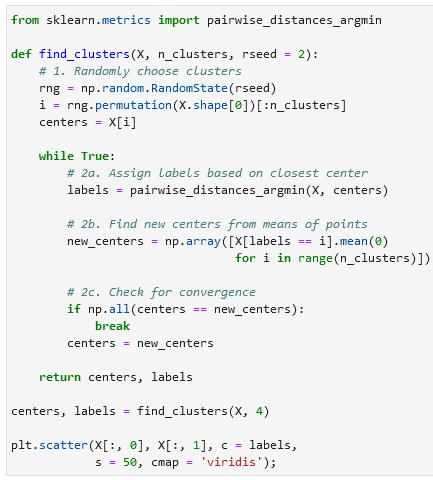 from sklearn.metrics import pairwise_distances_argmin

def find_clusters(X, n_clusters, rseed = 2):
    # 1. Randomly choose clusters
    rng = np.random.RandomState(rseed)
    i = rng.permutation(X.shape[0])[:n_clusters]
    centers = X[i]

    while True:
        # 2a. Assign labels based on closest center
        labels = pairwise_distances_argmin(X, centers)

        # 2b. Find new centers from means of points
        new_centers = np.array([X[labels == i].mean(0)
                                for i in range(n_clusters)])

        # 2c. Check for convergence
        if np.all(centers == new_centers):
            break
        centers = new_centers

    return centers, labels

centers, labels = find_clusters(X, 4)

plt.scatter(X[:, 0], X[:, 1], c = labels,
            s = 50, cmap = 'viridis');